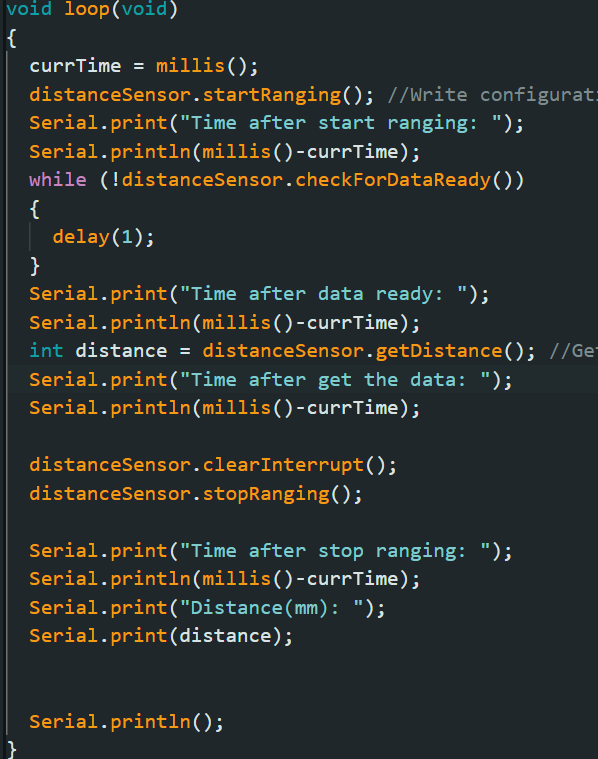 void loop(void)
{
currTime = millis();
distanceSensor.startRanging(); //Write configurati
Serial.print("Time after start ranging: ");
Serial.println(millis()-currTime);
while (!distanceSensor.checkForDataReady())
{
delay(1);
}
Serial.print("Time after data ready: ");
Serial.println(millis()-currTime);
int distance = distanceSensor.getDistance(); //Get
Serial.print("Time after get the data: ");
Serial.println(millis()-currTime);
distanceSensor.clearInterrupt();
distanceSensor.stopRanging();
Serial.print("Time after stop ranging: ");
Serial.println(millis()-currTime);
Serial.print("Distance(mm): ");
Serial.print(distance);
Serial.println();
}